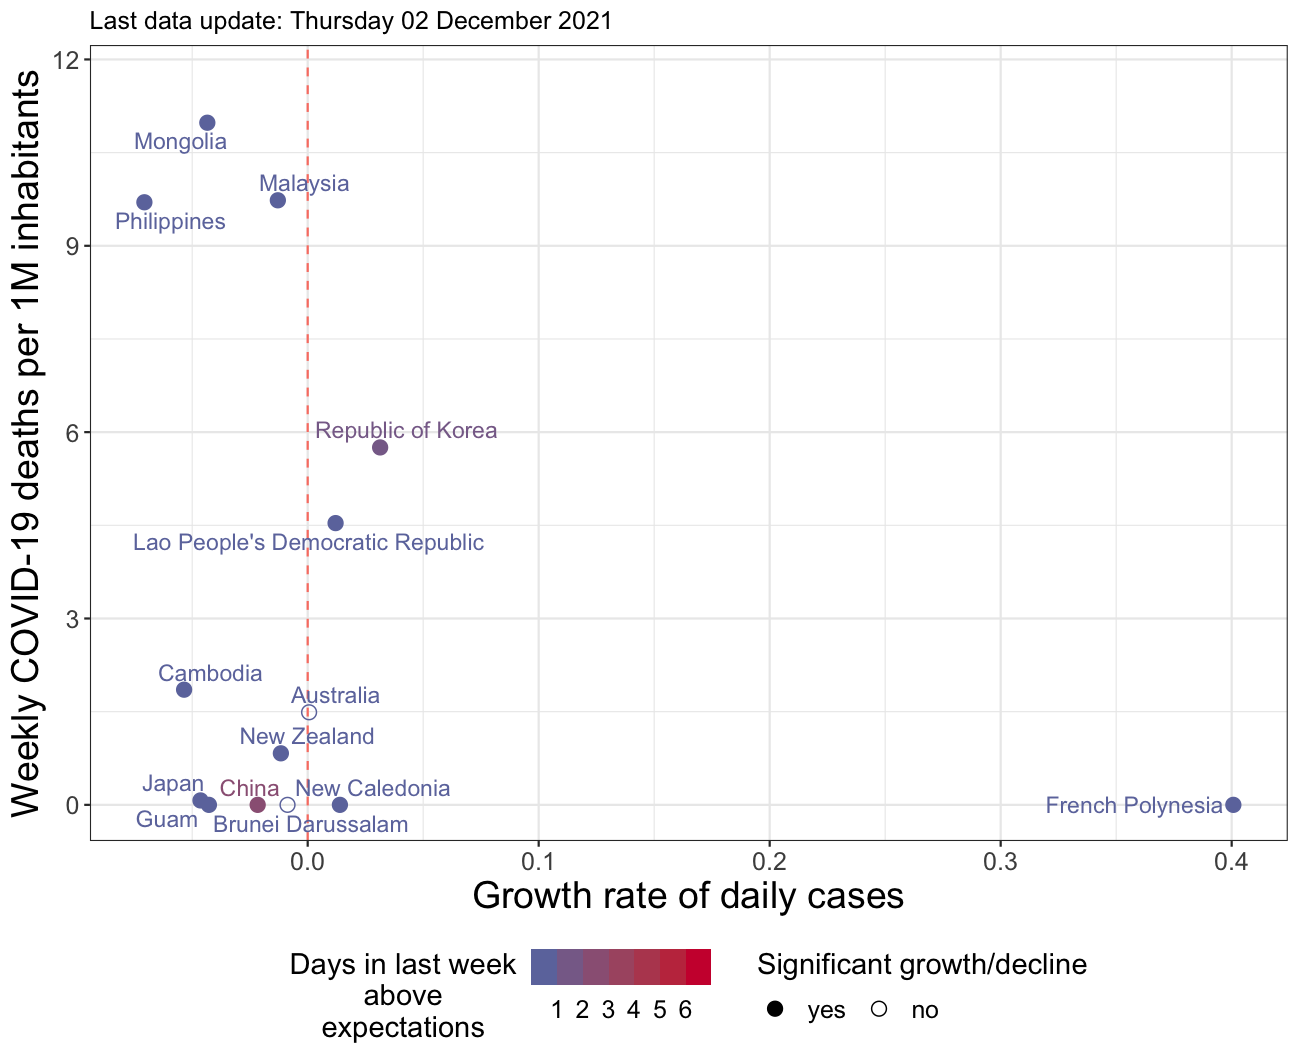 Last data update: Thursday 02 December 2021
Weekly COVID-19 deaths per 1M inhabitants
12
9
6
3
0
Mongolia
Malaysia
Philippines
Republic of Korea
Lao People's Democratic Republic
Cambodia
Australia
New Zealand
Japan
China
New Caledonia
French Polynesia
Guam
Brunei Darussalam
0.0
0.1
0.2
0.3
0.4
Growth rate of daily cases
Days in last week
above
expectations
1 2 3 4 5 6
Significant growth/decline
yes
no